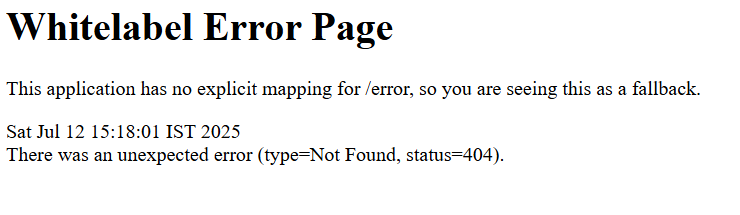 Whitelabel Error Page
This application has no explicit mapping for /error, so you are seeing this as a fallback.
Sat Jul 12 15:18:01 IST 2025
There was an unexpected error (type=Not Found, status=404).